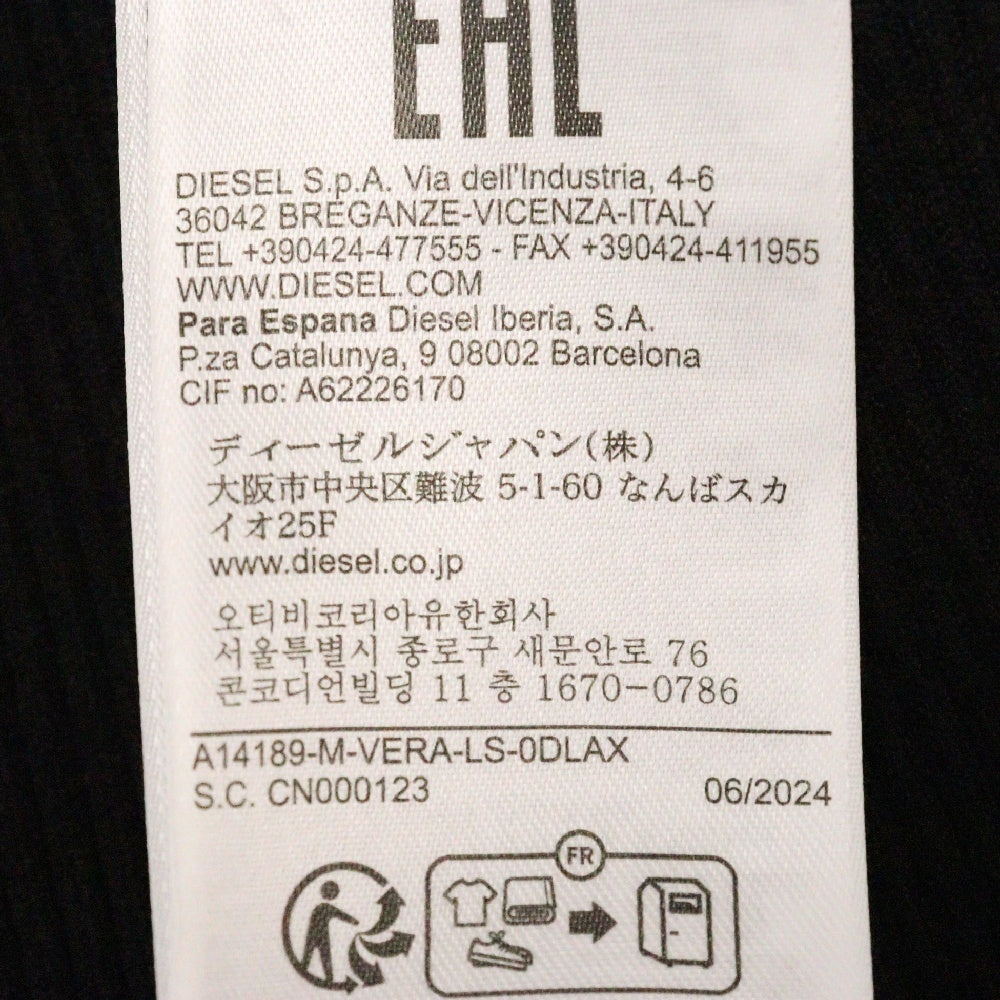 EAC
DIESEL S.p.A. Via dell'Industria, 4-6
36042 BREGANZE-VICENZA-ITALY
TEL +390424-477555 - FAX +390424-411955
WWW.DIESEL.COM
Para Espana Diesel Iberia, S.A.
P.za Catalunya, 9 08002 Barcelona
CIF no: A62226170
ディーゼルジャパン(株)
大阪市中央区難波 5-1-60 なんばスカ
イオ25F
www.diesel.co.jp
오티비코리아유한회사
서울특별시 종로구 새문안로 76
콘코디언빌딩 11 층 1670-0786
A14189-M-VERA-LS-0DLAX
S.C. CN000123 06/2024
FR